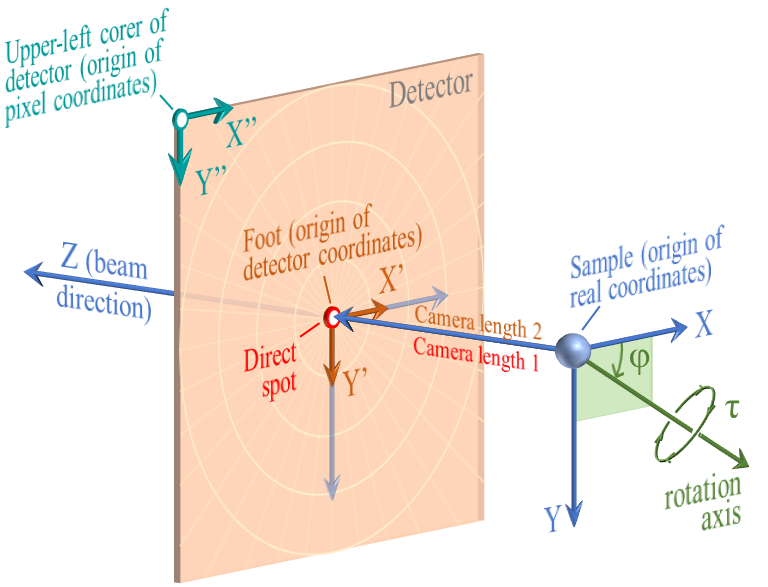 Upper-left corer of
detector (origin of
pixel coordinates)
Detector
X”
Y”
Foot (origin of
detector coordinates)
Z (beam
direction)
X’
Sample (origin of
real coordinates)
Camera length 2
Camera length 1
X
Direct
spot
Y’
φ
τ
rotation
axis
Y